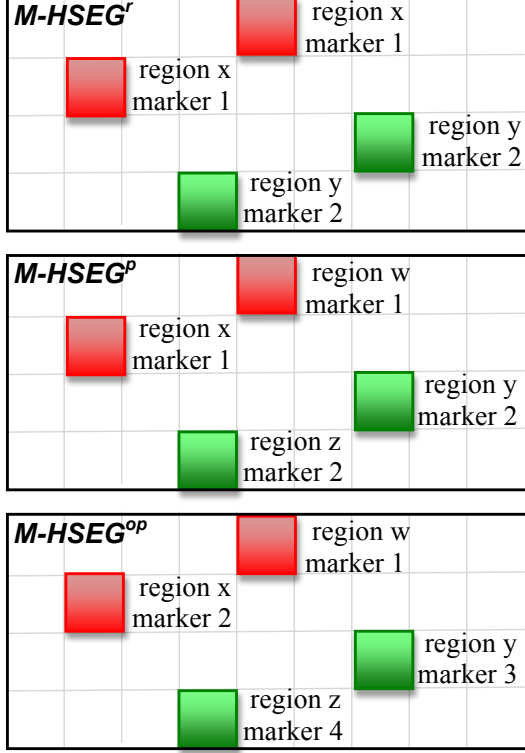 M-HSEG^r
region x
marker 1
region x
marker 1
region y
marker 2
region y
marker 2
M-HSEG^p
region w
marker 1
region x
marker 1
region y
marker 2
region z
marker 2
M-HSEG^op
region w
marker 1
region x
marker 2
region y
marker 3
region z
marker 4